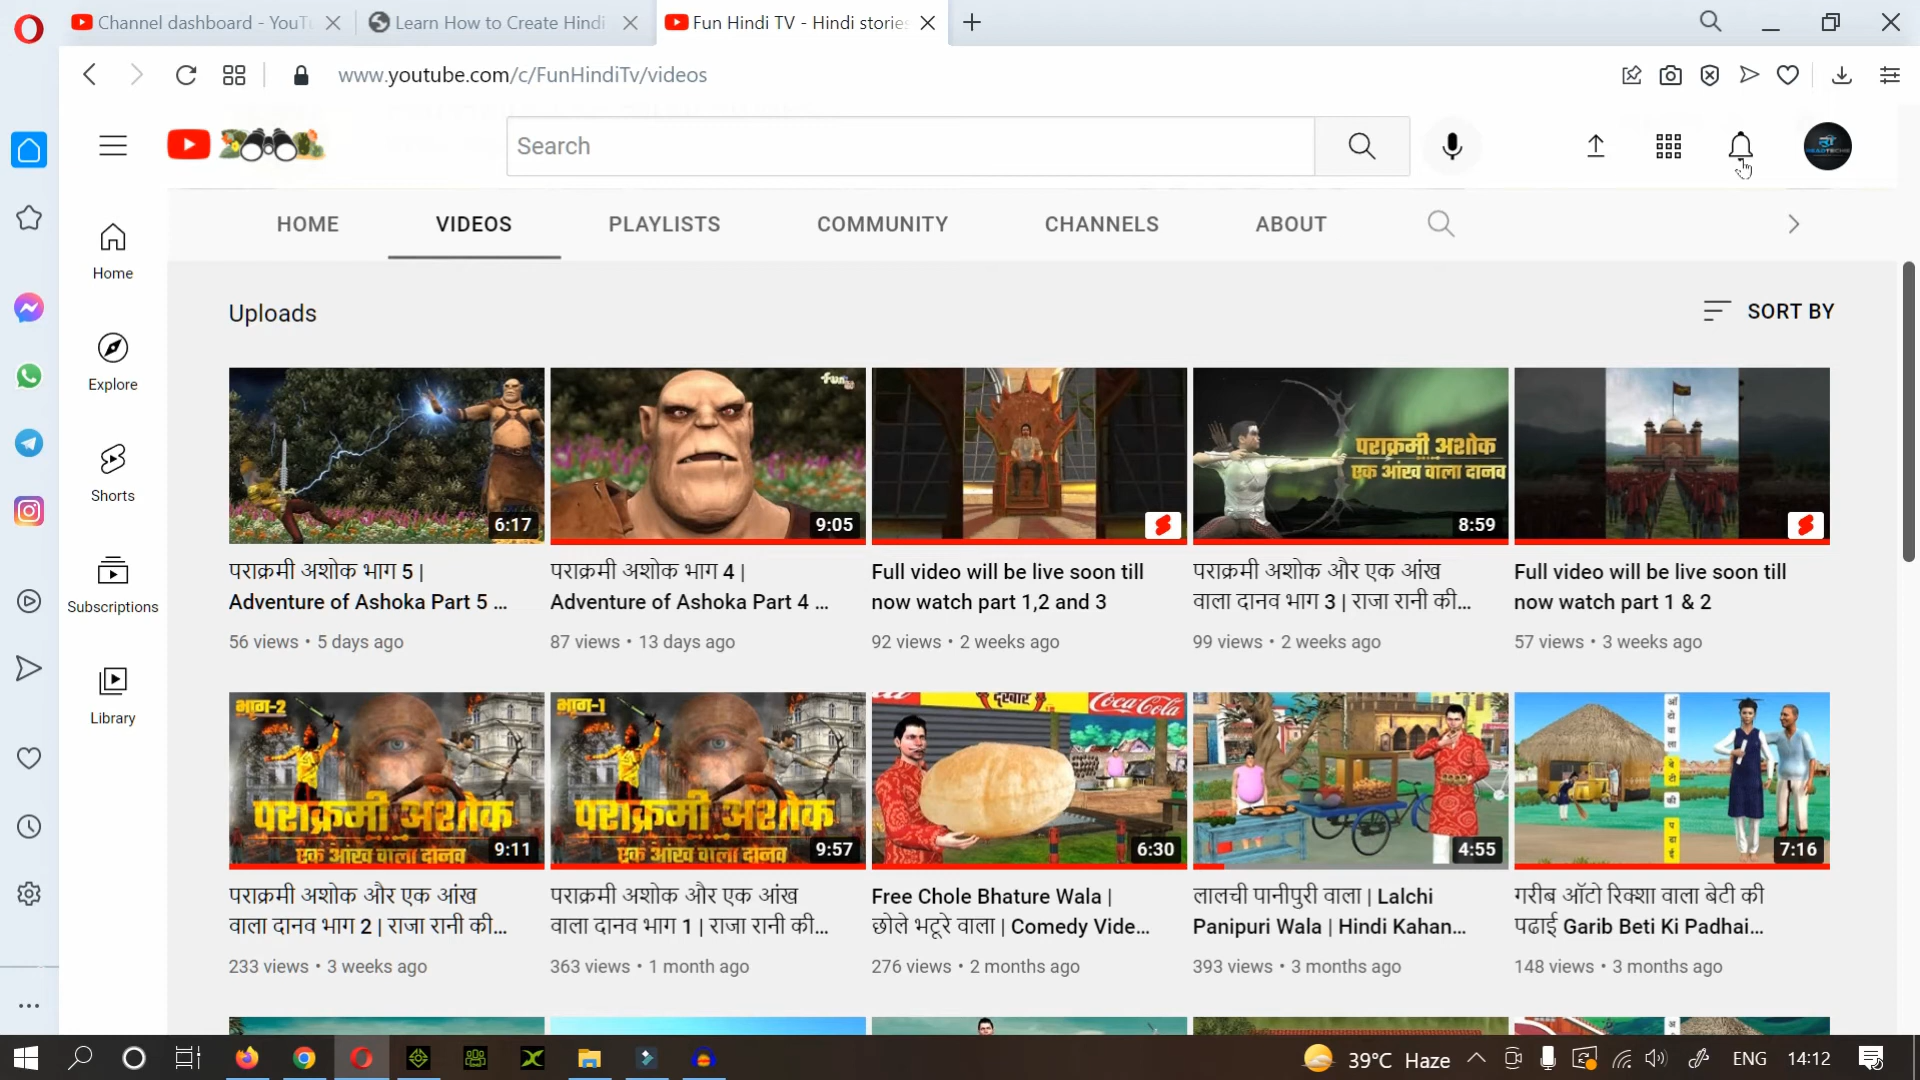 Channel dashboard - YouTu
Learn How to Create Hindi
Fun Hindi TV - Hindi stories
www.youtube.com/c/FunHindiTv/videos
Search
HOME
VIDEOS
PLAYLISTS
COMMUNITY
CHANNELS
ABOUT
Home
Explore
Shorts
Subscriptions
Library
Uploads
SORT BY
6:17
Fun
9:05
पराक्रमी अशोक
एक आंख वाला दानव
8:59
पराक्रमी अशोक भाग 5 |
Adventure of Ashoka Part 5 ...
56 views • 5 days ago
पराक्रमी अशोक भाग 4 |
Adventure of Ashoka Part 4 ...
87 views • 13 days ago
Full video will be live soon till
now watch part 1,2 and 3
92 views • 2 weeks ago
पराक्रमी अशोक और एक आंख
वाला दानव भाग 3 | राजा रानी की...
99 views • 2 weeks ago
Full video will be live soon till
now watch part 1 & 2
57 views • 3 weeks ago
भाग-2
पराक्रमी अशोक
एक आंख वाला दानव
9:11
भाग-1
पराक्रमी अशोक
एक आंख वाला दानव
9:57
दरबार
Coca-Cola
6:30
4:55
ऑ
टो
वा
ला
बे
टी
की
प
ढा
ई
7:16
पराक्रमी अशोक और एक आंख
वाला दानव भाग 2 | राजा रानी की...
233 views • 3 weeks ago
पराक्रमी अशोक और एक आंख
वाला दानव भाग 1 | राजा रानी की...
363 views • 1 month ago
Free Chole Bhature Wala |
छोले भटूरे वाला | Comedy Vide...
276 views • 2 months ago
लालची पानीपुरी वाला | Lalchi
Panipuri Wala | Hindi Kahan...
393 views • 3 months ago
गरीब ऑटो रिक्शा वाला बेटी की
पढाई Garib Beti Ki Padhai...
148 views • 3 months ago
39°C Haze
ENG
14:12